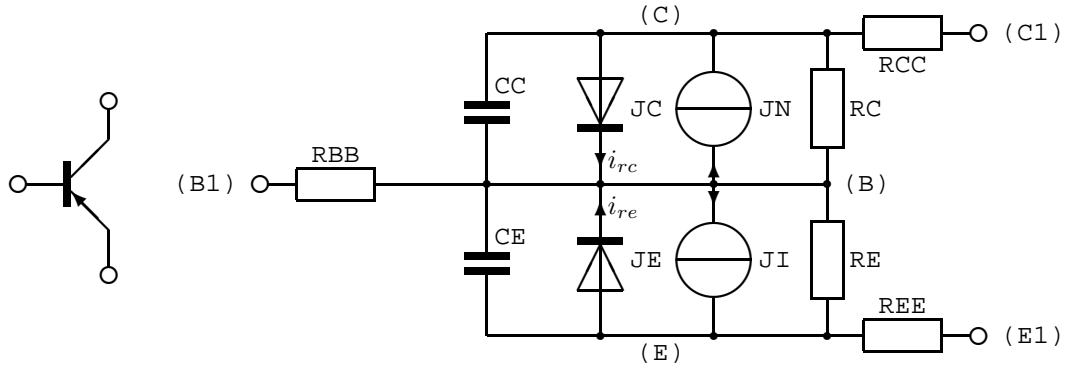 (C)
(C1)
RCC
CC
JC
JN
RC
RBB
i_rc
(B1)
(B)
i_re
CE
JE
JI
RE
REE
(E1)
(E)